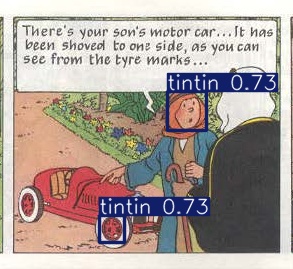 There's your son's motor car... It has
been shoved to one side, as you can
see from the tyre marks...
tintin 0.73
tintin 0.73